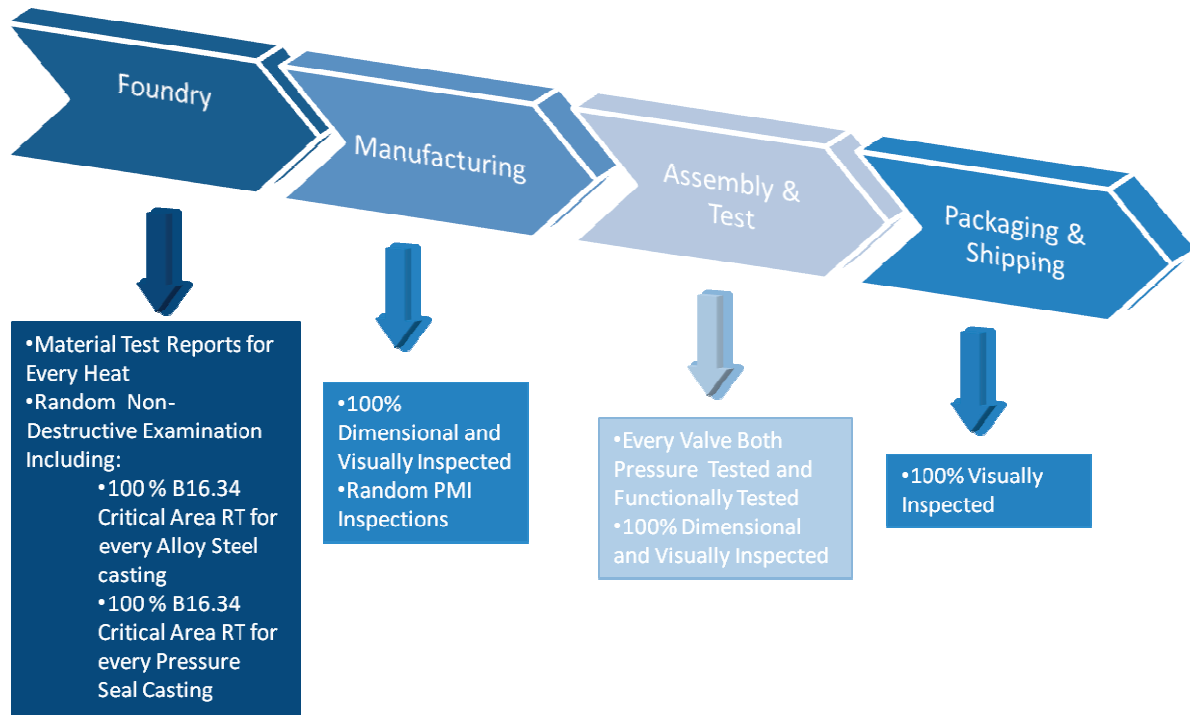 Foundry
Manufacturing
Assembly &
Test
Packaging &
Shipping
•Material Test Reports for
Every Heat
•Random Non-
Destructive Examination
Including:
•100 % B16.34
Critical Area RT for
every Alloy Steel
casting
•100 % B16.34
Critical Area RT for
every Pressure
Seal Casting
•100%
Dimensional and
Visually Inspected
•Random PMI
Inspections
•Every Valve Both
Pressure Tested and
Functionally Tested
•100% Dimensional
and Visually Inspected
•100% Visually
Inspected